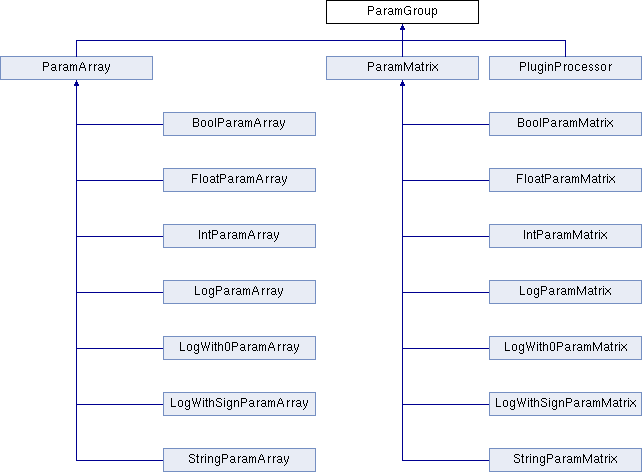 ParamGroup
ParamArray
ParamMatrix
PluginProcessor
BoolParamArray
BoolParamMatrix
FloatParamArray
FloatParamMatrix
IntParamArray
IntParamMatrix
LogParamArray
LogParamMatrix
LogWith0ParamArray
LogWith0ParamMatrix
LogWithSignParamArray
LogWithSignParamMatrix
StringParamArray
StringParamMatrix